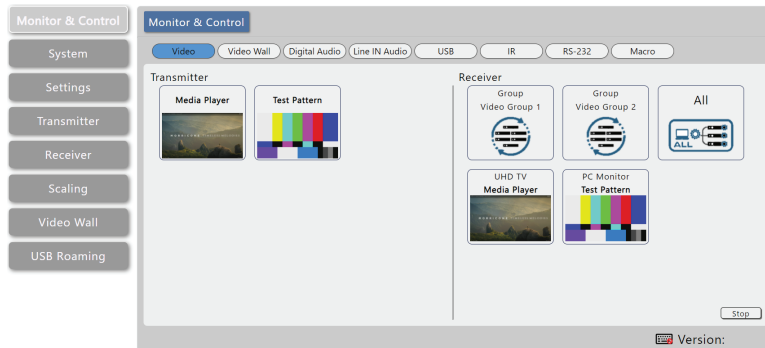 Monitor & Control
System
Settings
Transmitter
Receiver
Scaling
Video Wall
USB Roaming
Monitor & Control
Video
Video Wall
Digital Audio
Line IN Audio
USB
IR
RS-232
Macro
Transmitter
Media Player
Test Pattern
Receiver
Group
Video Group 1
Group
Video Group 2
All
ALL
UHD TV
Media Player
PC Monitor
Test Pattern
Stop
Version: